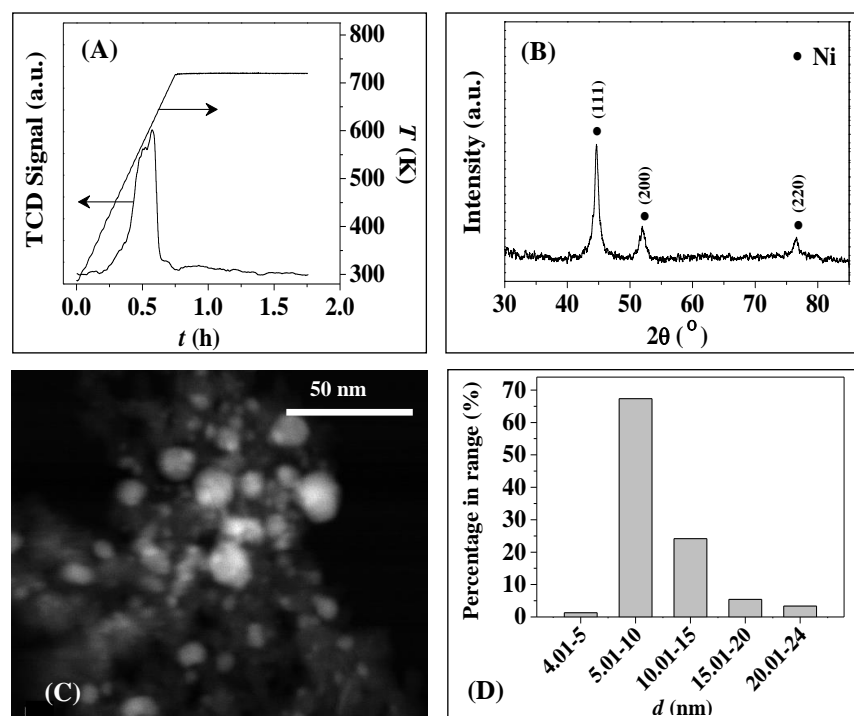 (A)
TCD Signal (a.u.)
800
700
600
500
400
300
T (K)
0.0 0.5 1.0 1.5 2.0
t (h)
(B)
● Ni
Intensity (a.u.)
(111)
(200)
(220)
30 40 50 60 70 80
2θ (°)
50 nm
(C)
Percentage in range (%)
70
60
50
40
30
20
10
0
4.01-5
5.01-10
10.01-15
15.01-20
20.01-24
(D)
d (nm)